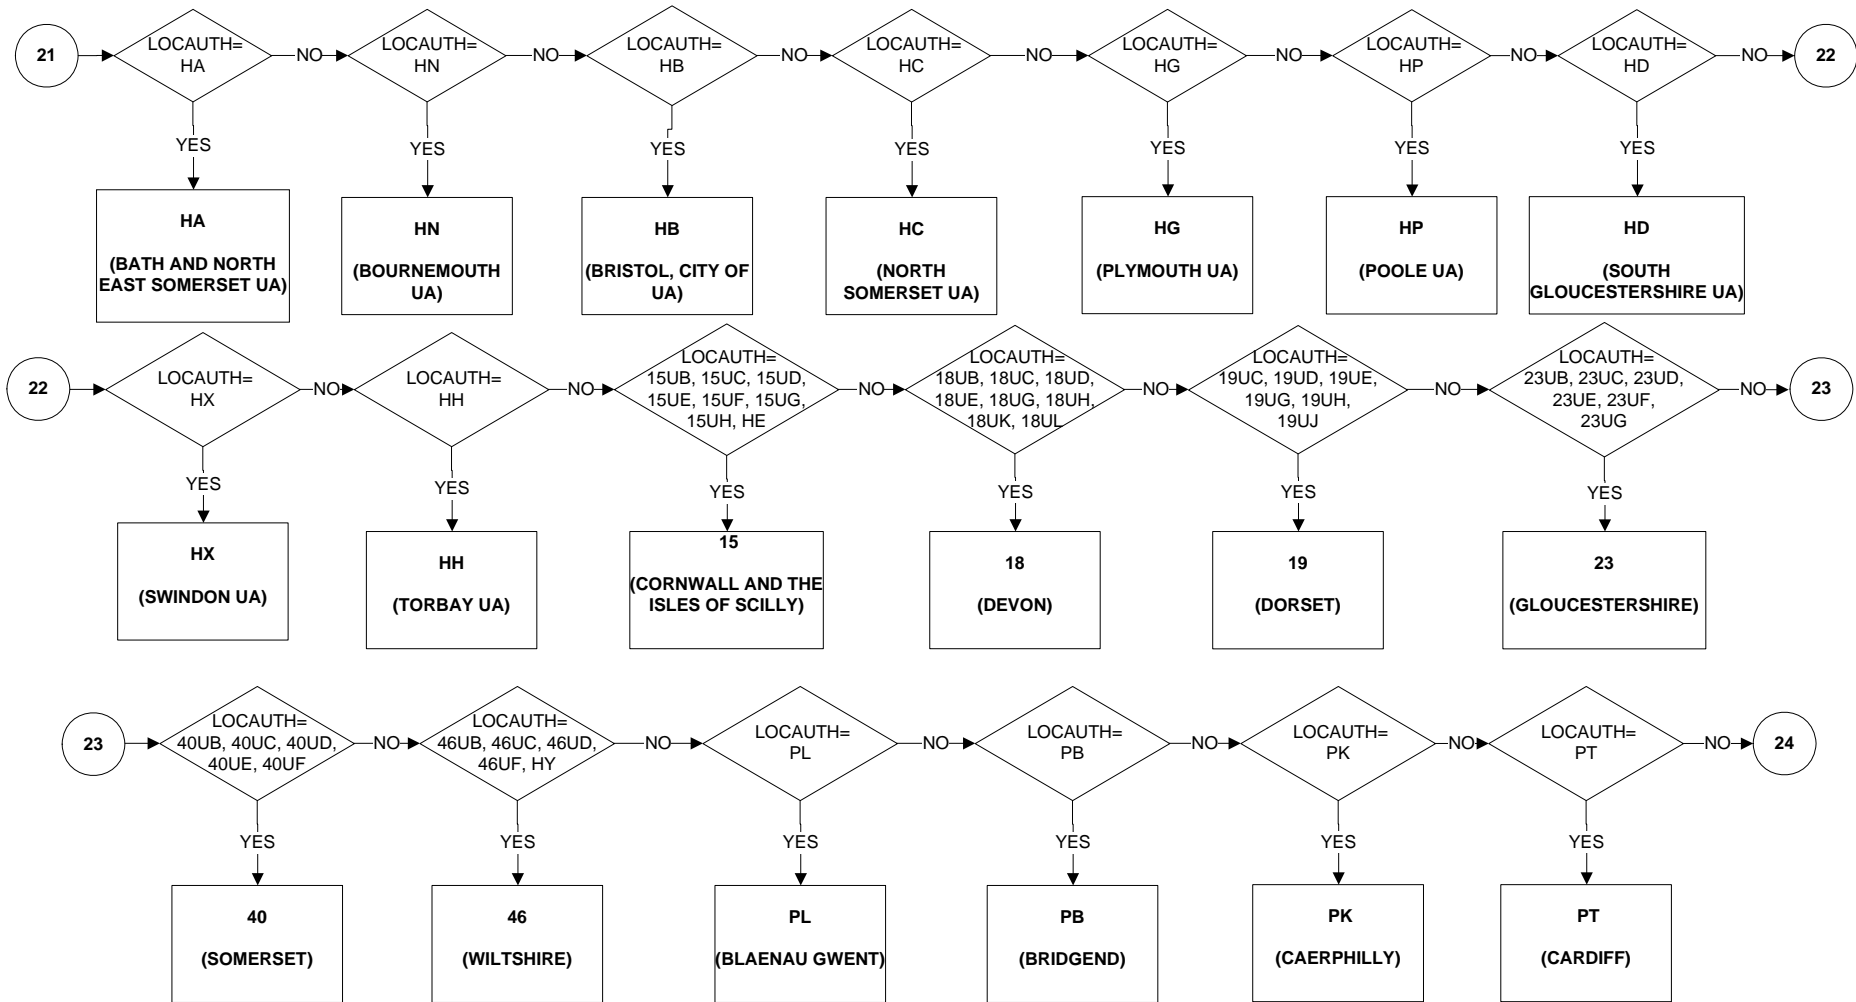 21
LOCAUTH=
HA
NO
LOCAUTH=
HN
NO
LOCAUTH=
HB
NO
LOCAUTH=
HC
NO
LOCAUTH=
HG
NO
LOCAUTH=
HP
NO
LOCAUTH=
HD
NO
22
YES
YES
YES
YES
YES
YES
YES
HA
(BATH AND NORTH
EAST SOMERSET UA)
HN
(BOURNEMOUTH
UA)
HB
(BRISTOL, CITY OF
UA)
HC
(NORTH
SOMERSET UA)
HG
(PLYMOUTH UA)
HP
(POOLE UA)
HD
(SOUTH
GLOUCESTERSHIRE UA)
22
LOCAUTH=
HX
NO
LOCAUTH=
HH
NO
LOCAUTH=
15UB, 15UC, 15UD,
15UE, 15UF, 15UG,
15UH, HE
NO
LOCAUTH=
18UB, 18UC, 18UD,
18UE, 18UG, 18UH,
18UK, 18UL
NO
LOCAUTH=
19UC, 19UD, 19UE,
19UG, 19UH,
19UJ
NO
LOCAUTH=
23UB, 23UC, 23UD,
23UE, 23UF,
23UG
NO
23
YES
YES
YES
YES
YES
YES
HX
(SWINDON UA)
HH
(TORBAY UA)
15
(CORNWALL AND THE
ISLES OF SCILLY)
18
(DEVON)
19
(DORSET)
23
(GLOUCESTERSHIRE)
23
LOCAUTH=
40UB, 40UC, 40UD,
40UE, 40UF
NO
LOCAUTH=
46UB, 46UC, 46UD,
46UF, HY
NO
LOCAUTH=
PL
NO
LOCAUTH=
PB
NO
LOCAUTH=
PK
NO
LOCAUTH=
PT
NO
24
YES
YES
YES
YES
YES
YES
40
(SOMERSET)
46
(WILTSHIRE)
PL
(BLAENAU GWENT)
PB
(BRIDGEND)
PK
(CAERPHILLY)
PT
(CARDIFF)